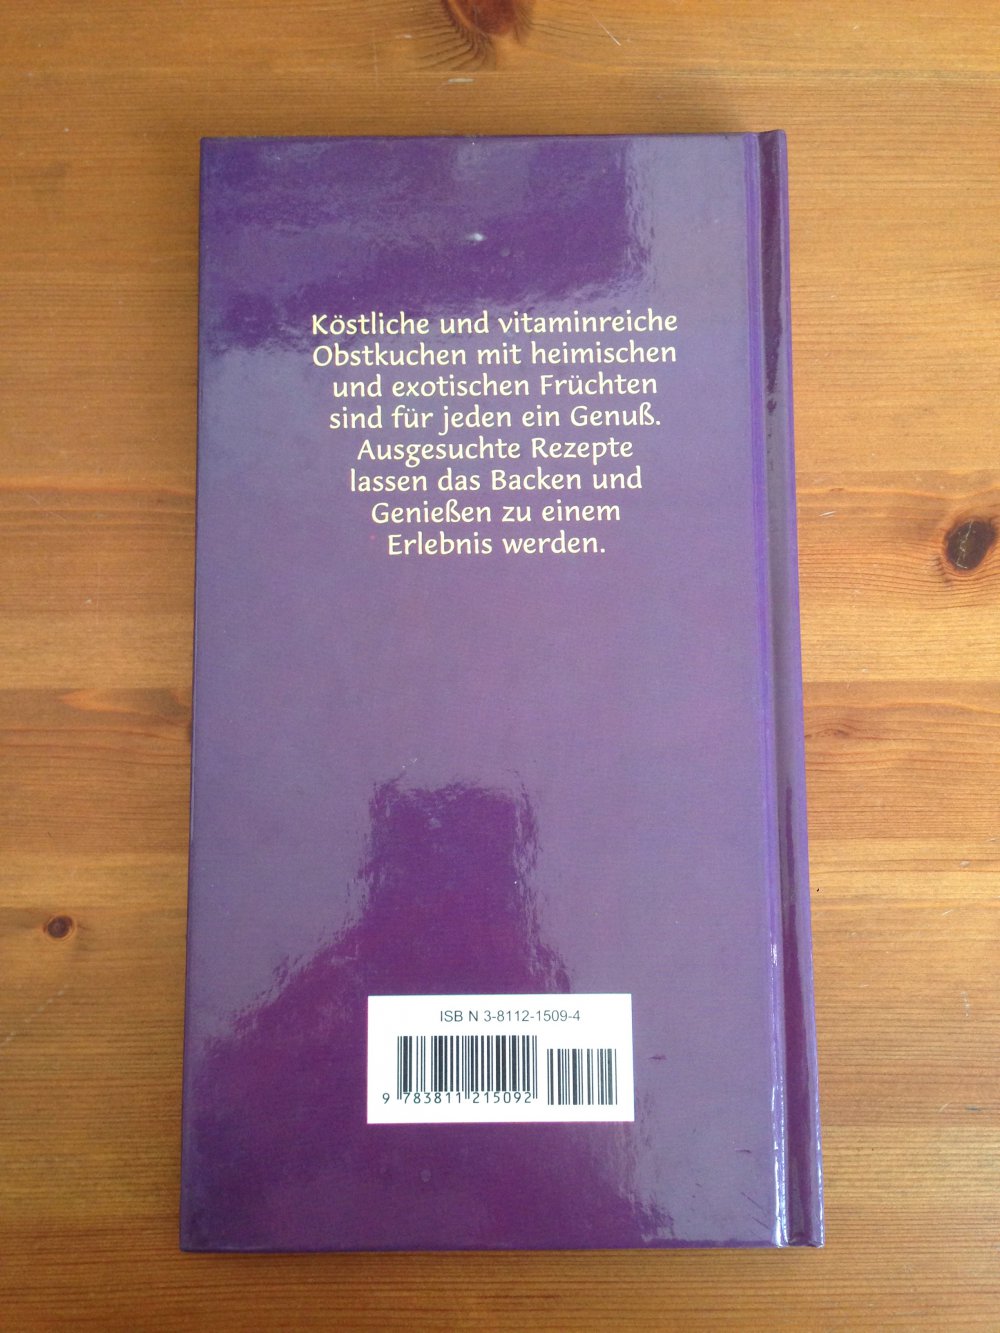 Köstliche und vitaminreiche
Obstkuchen mit heimischen
und exotischen Früchten
sind für jeden ein Genuß.
Ausgesuchte Rezepte
lassen das Backen und
Genießen zu einem
Erlebnis werden.
ISB N 3-8112-1509-4
9 783811 215092